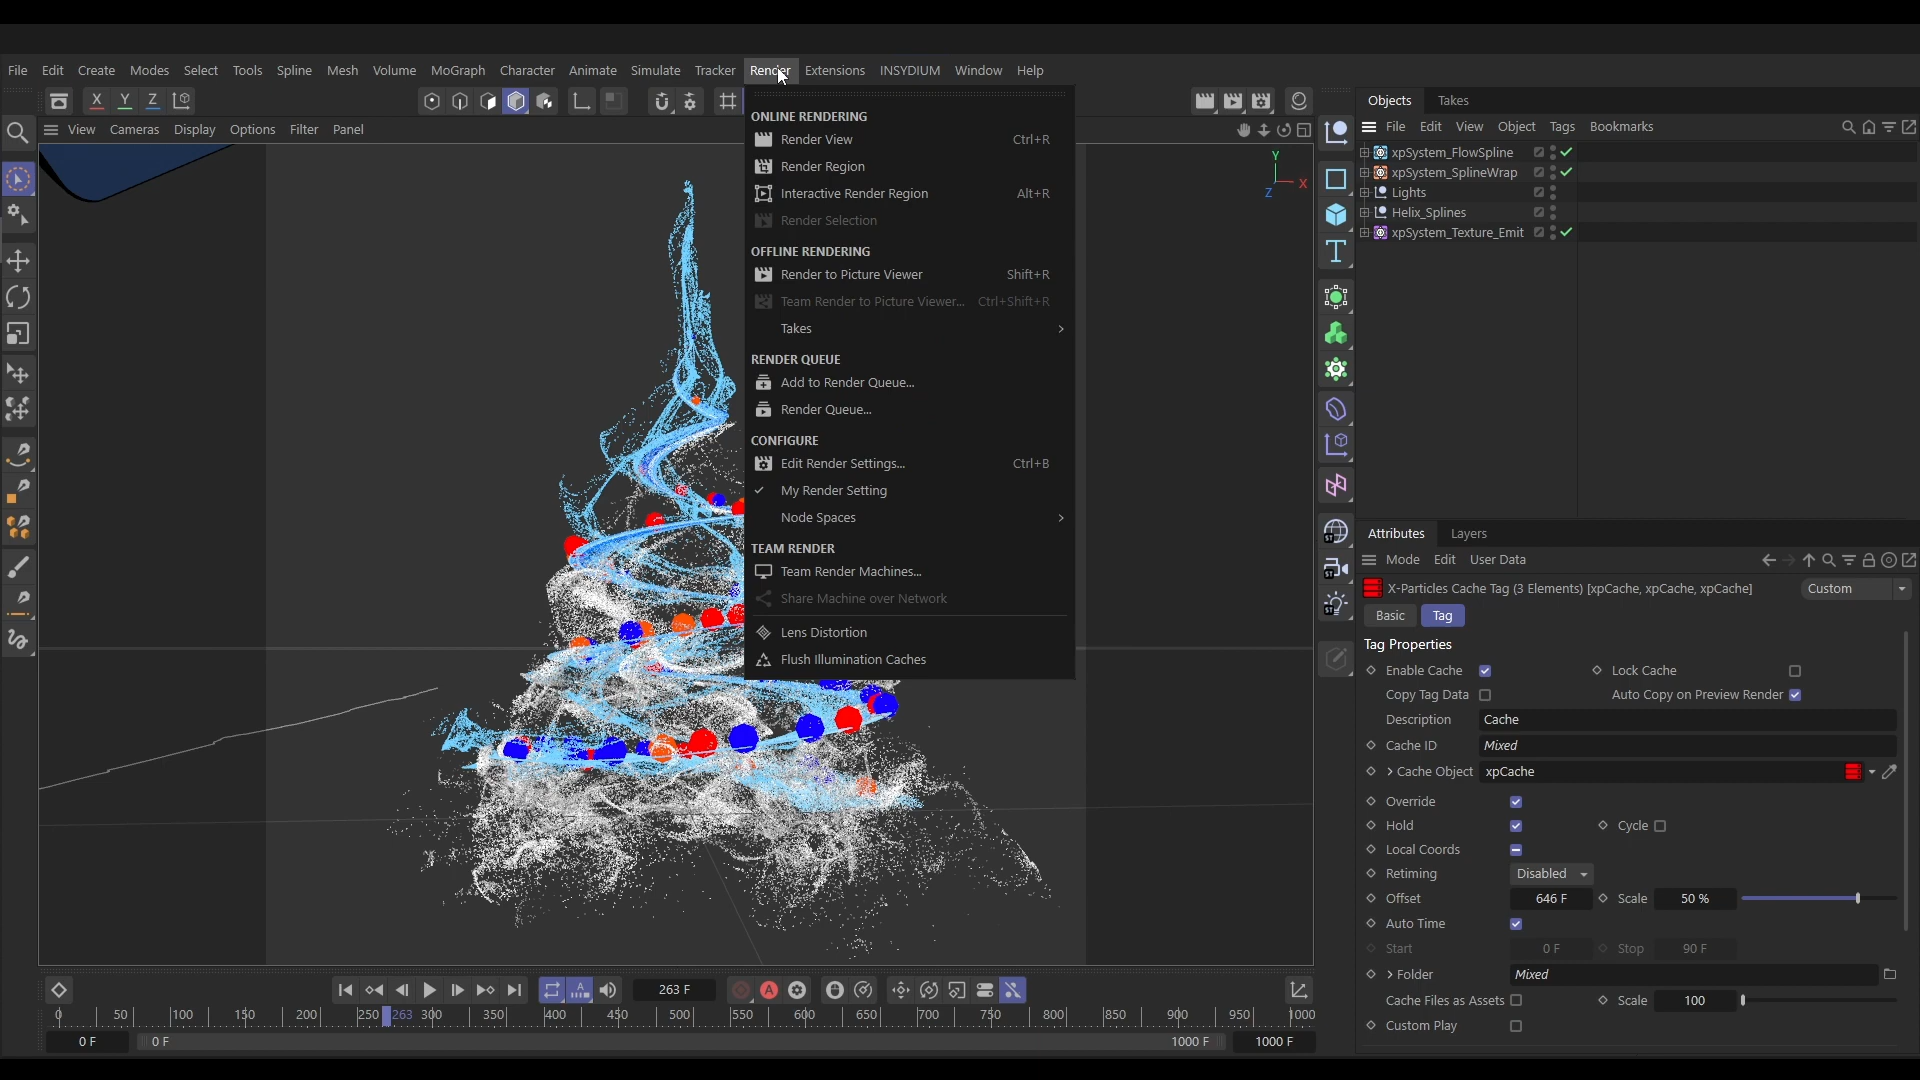 File Edit Create Modes Select Tools Spline Mesh Volume MoGraph Character Animate Simulate Tracker Render Extensions INSYDIUM Window Help
X Y Z
View Cameras Display Options Filter Panel
ONLINE RENDERING
Render View Ctrl+R
Render Region
Interactive Render Region Alt+R
Render Selection
OFFLINE RENDERING
Render to Picture Viewer Shift+R
Team Render to Picture Viewer... Ctrl+Shift+R
Takes
RENDER QUEUE
Add to Render Queue...
Render Queue...
CONFIGURE
Edit Render Settings... Ctrl+B
My Render Setting
Node Spaces
TEAM RENDER
Team Render Machines...
Share Machine over Network
Lens Distortion
Flush Illumination Caches
Y
X
Z
T
ST
ST
ST
Objects Takes
File Edit View Object Tags Bookmarks
xpSystem_FlowSpline
xpSystem_SplineWrap
Lights
Helix_Splines
xpSystem_Texture_Emit
Attributes Layers
Mode Edit User Data
X-Particles Cache Tag (3 Elements) [xpCache, xpCache, xpCache] Custom
Basic Tag
Tag Properties
Enable Cache Lock Cache
Copy Tag Data Auto Copy on Preview Render
Description Cache
Cache ID Mixed
> Cache Object xpCache
Override
Hold Cycle
Local Coords
Retiming Disabled
Offset 646 F Scale 50 %
Auto Time
Start 0 F Stop 90 F
> Folder Mixed
Cache Files as Assets Scale 100
Custom Play
A 263 F A
0 50 100 150 200 250 263 300 350 400 450 500 550 600 650 700 750 800 850 900 950 1000
0 F 0 F 1000 F 1000 F